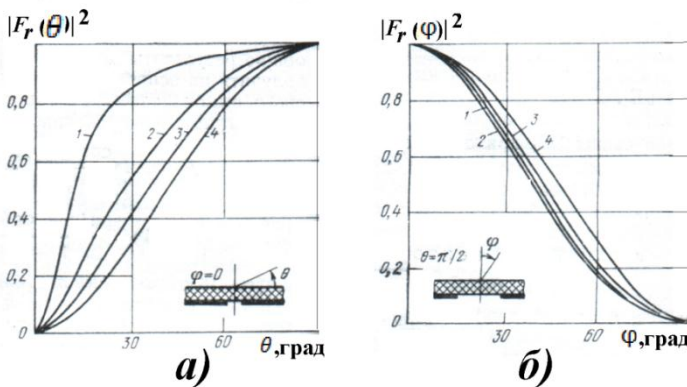 |F_r(θ)|²
0,8
0,6
0,4
0,2
0
1
2
3
4
φ=0
θ
30
60
θ,град
а)
|F_r(φ)|²
0,8
0,6
0,4
0,2
0
1
2
3
4
θ=π/2
φ
30
60
φ,град
б)